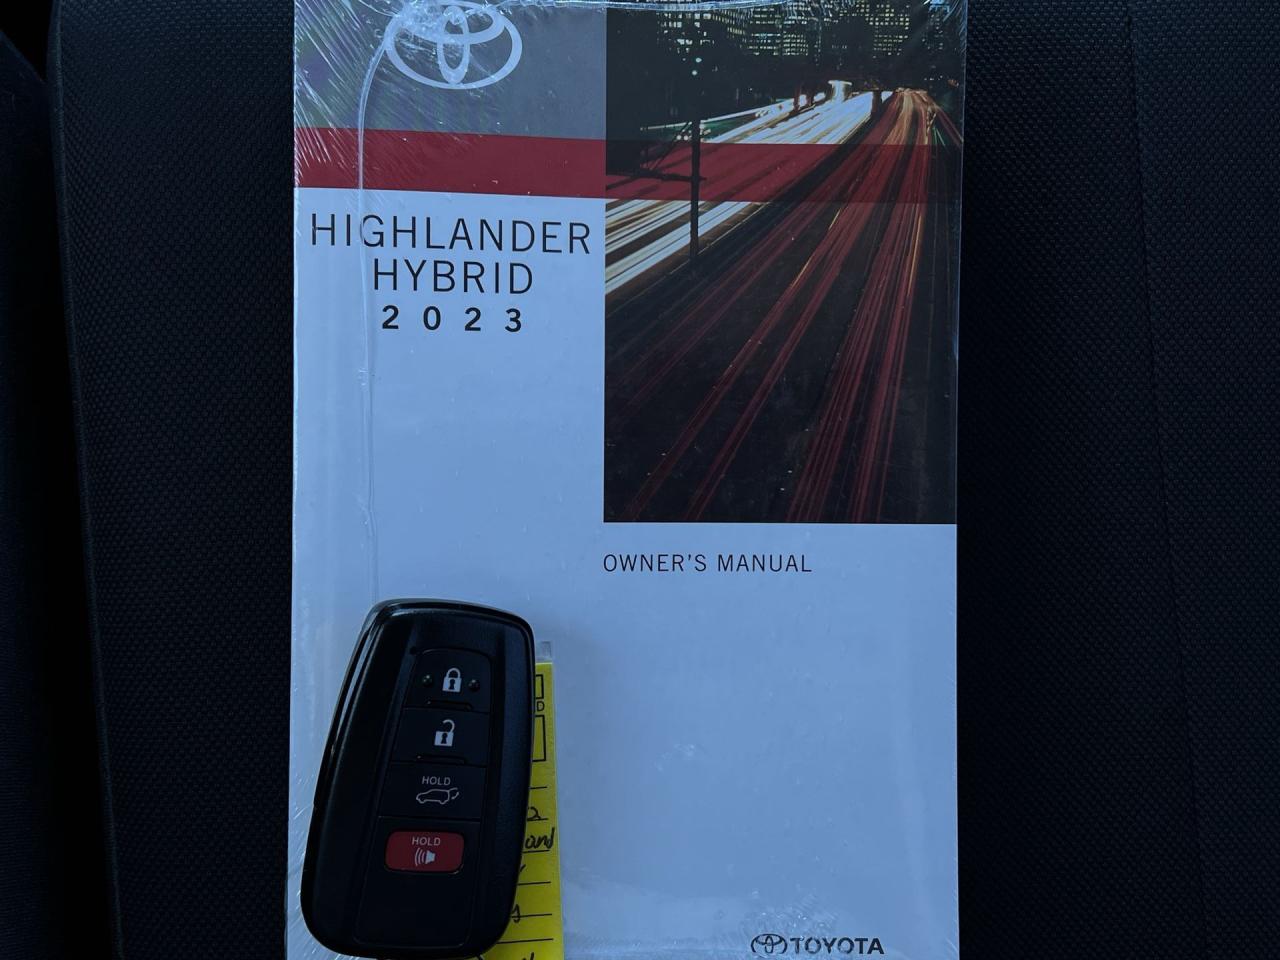 HIGHLANDER
HYBRID
2023
OWNER'S MANUAL
HOLD
HOLD
TOYOTA